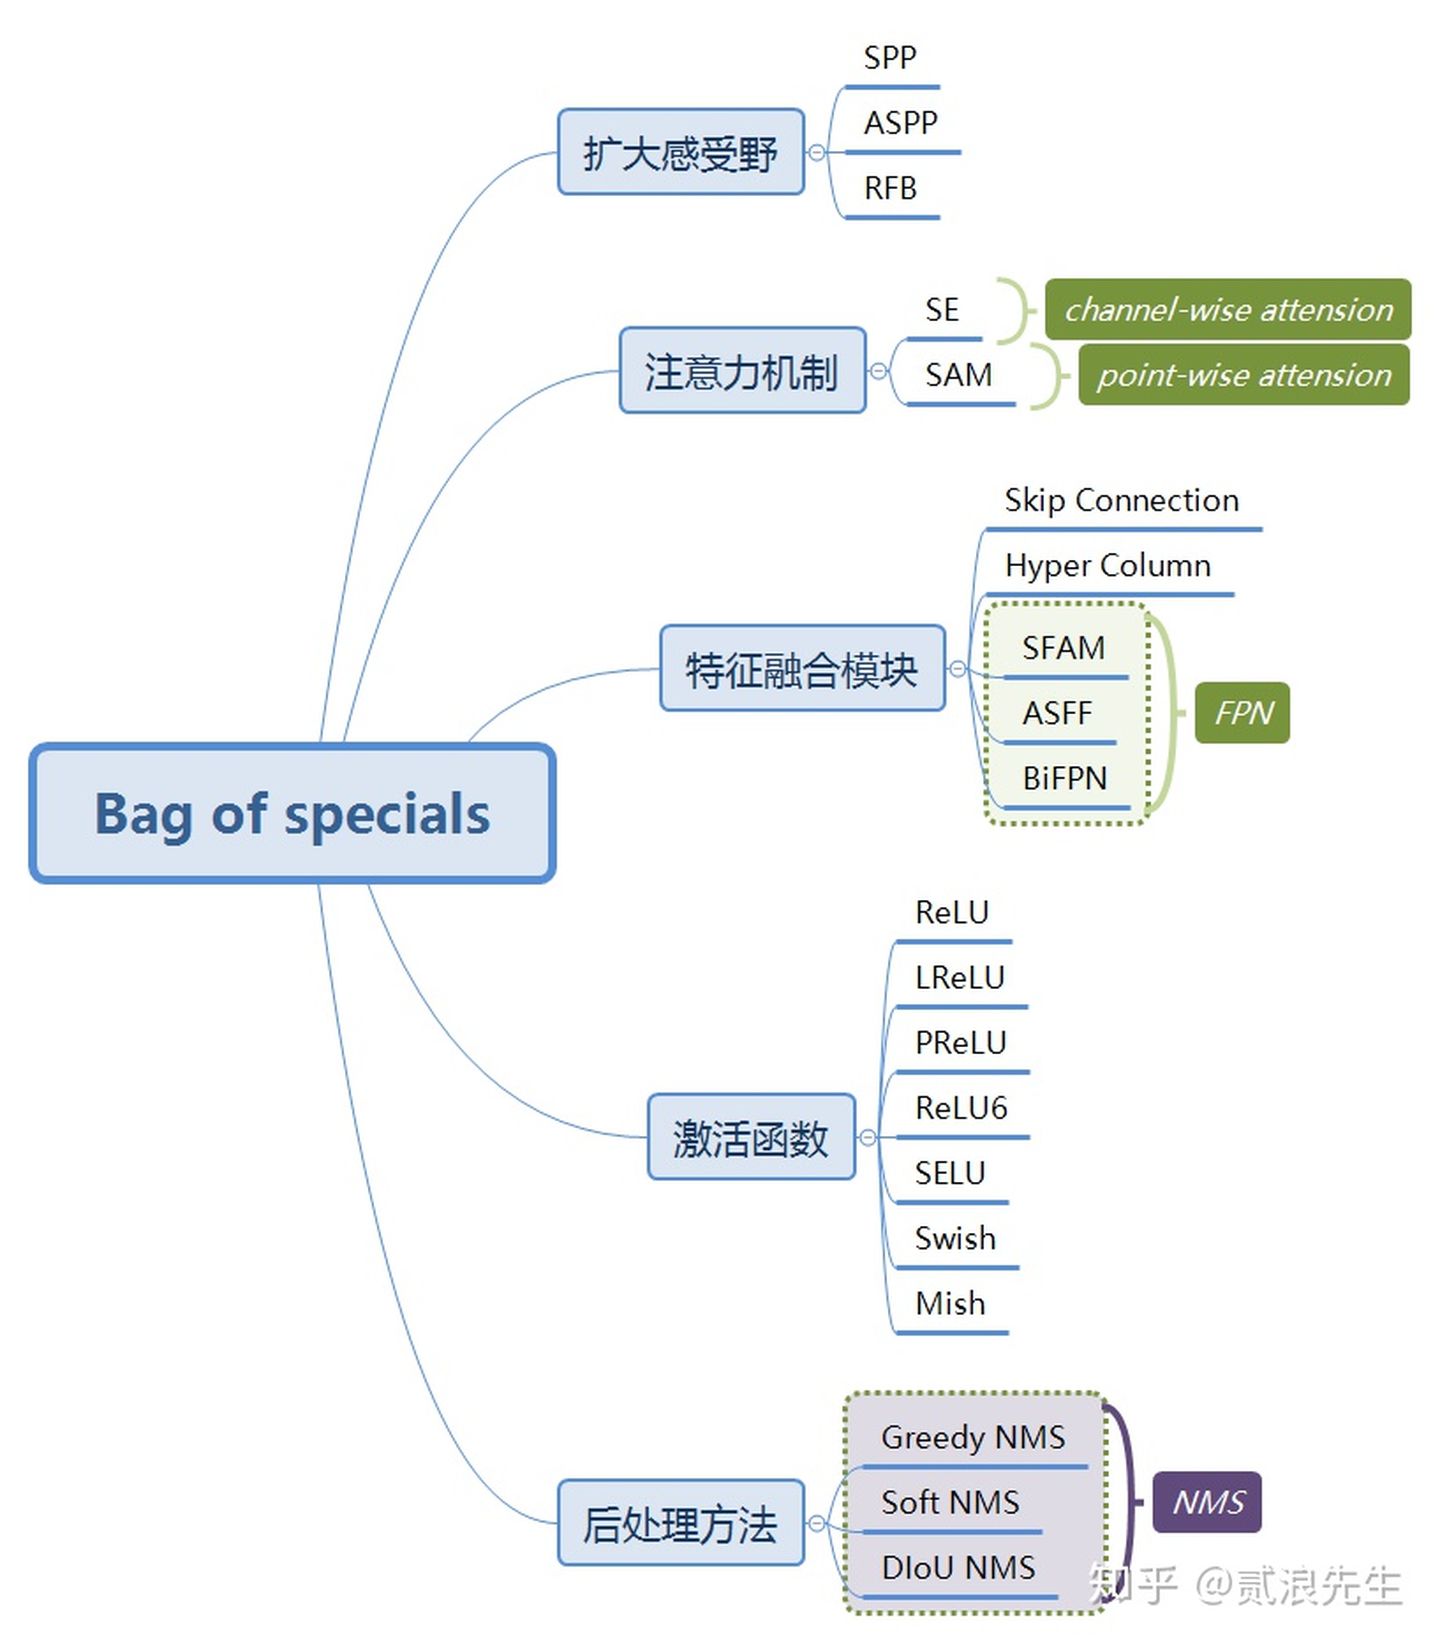 SPP
ASPP
扩大感受野
RFB
SE
channel-wise attension
注意力机制
SAM
point-wise attension
Skip Connection
Hyper Column
特征融合模块
SFAM
ASFF
BiFPN
FPN
Bag of specials
ReLU
LReLU
PReLU
ReLU6
激活函数
SELU
Swish
Mish
Greedy NMS
后处理方法
Soft NMS
DIoU NMS
NMS
知乎 @贰浪先生